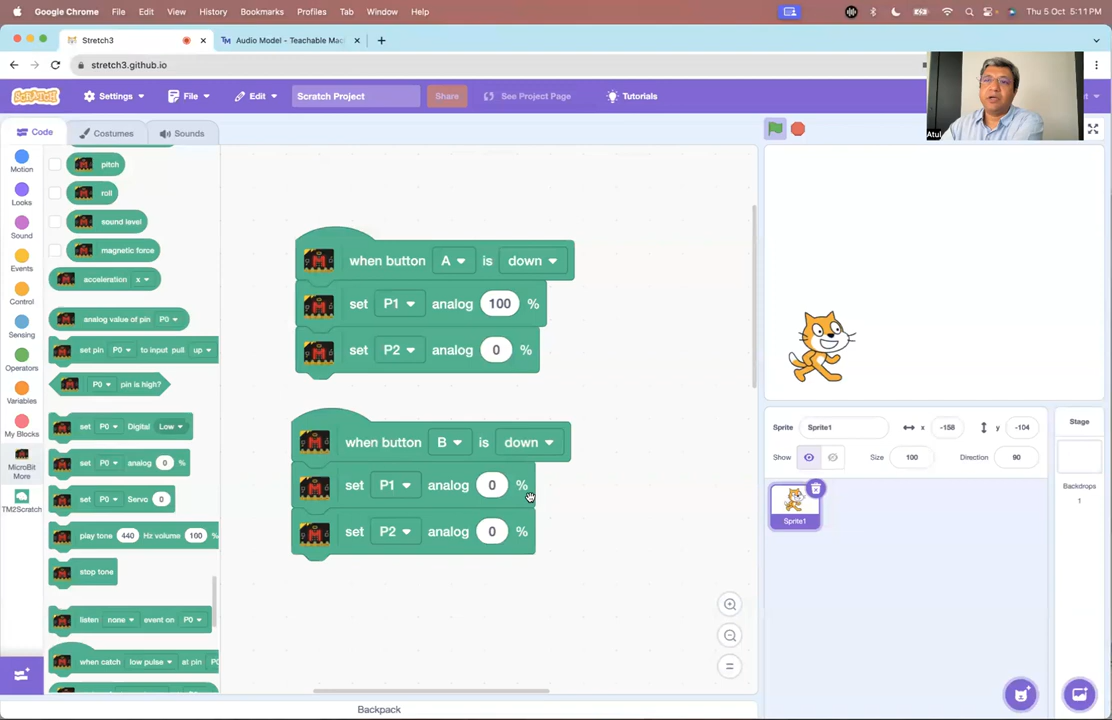 Google Chrome File Edit View History Bookmarks Profiles Tab Window Help Thu 5 Oct 5:11 PM
Stretch3 Audio Model - Teachable Mac
stretch3.github.io
SCRATCH Settings File Edit Scratch Project Share See Project Page Tutorials
Atul
Code Costumes Sounds
Motion
Looks
Sound
Events
Control
Sensing
Operators
Variables
My Blocks
MicroBit
More
TM2Scratch
pitch
roll
sound level
magnetic force
acceleration x
analog value of pin P0
set pin P0 to input pull up
P0 pin is high?
set P0 Digital Low
set P0 analog 0 %
set P0 Servo 0
play tone 440 Hz volume 100 %
stop tone
listen none event on P0
when catch low pulse at pin P0
when button A is down
set P1 analog 100 %
set P2 analog 0 %
when button B is down
set P1 analog 0 %
set P2 analog 0 %
Backpack
Sprite Sprite1 x -158 y -104
Show Size 100 Direction 90
Sprite1
Stage
Backdrops
1